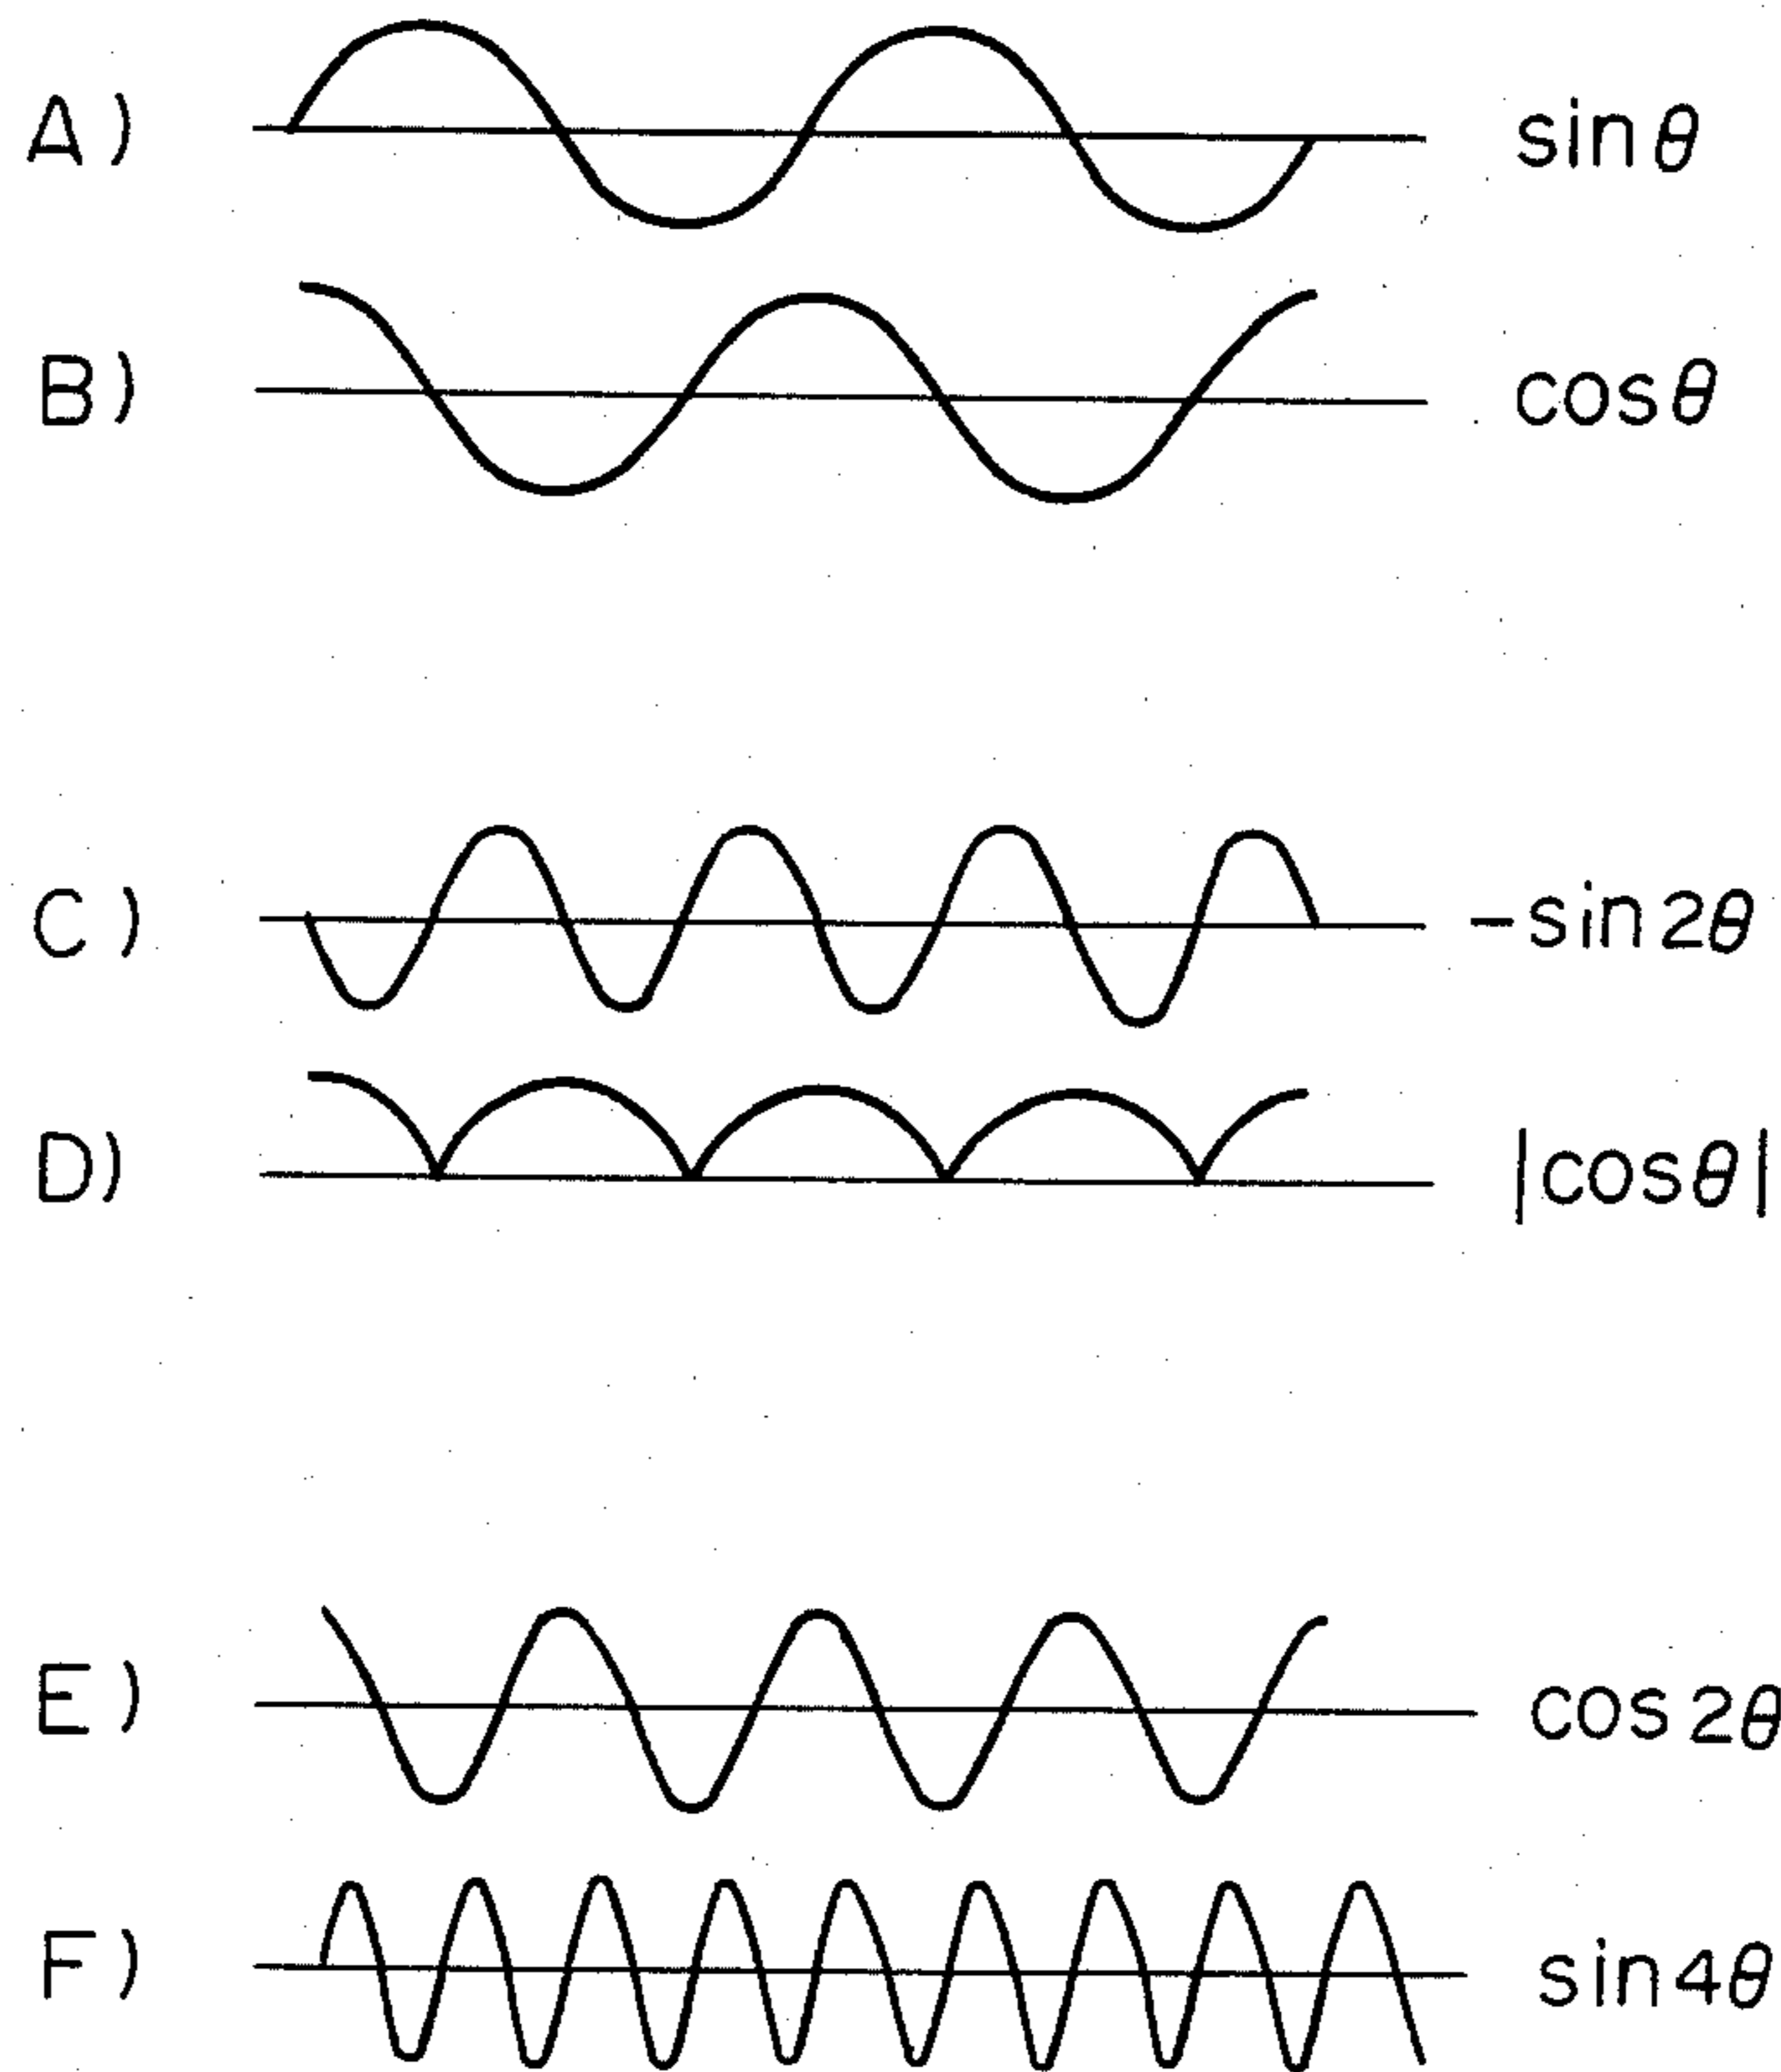 A) sinθ
B) cosθ
C) -sin2θ
D) |cosθ|
E) cos2θ
F) sin4θ